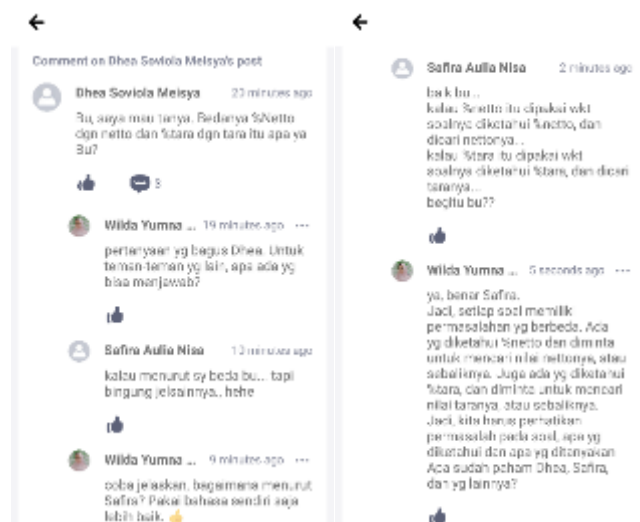 Comment on Dhea Soviola Meisya's post
Dhea Soviola Meisya 20 minutes ago
Bu, saya mau tanya. Bedanya %Netto
dgn netto dan %tara dgn tara itu apa ya
Bu?
3
Wilda Yumna ... 19 minutes ago ...
pertanyaan yg bagus Dhea. Untuk
teman-teman yg lain, apa ada yg
bisa menjawab?
Safira Aulia Nisa 13 minutes ago
kalau menurut sy beda bu... tapi
bingung jelsainnya.. hehe
Wilda Yumna ... 9 minutes ago ...
coba jelaskan, bagaimana menurut
Safira? Pakai bahasa sendiri saja
lebih baik. 👍
Safira Aulia Nisa 2 minutes ago
baik bu...
kalau %netto itu dipakai wkt
soalnya diketahui %netto, dan
dicari nettonya...
kalau %tara itu dipakai wkt
soalnya diketahui %tara, dan dicari
taranya...
begitu bu??
Wilda Yumna ... 5 seconds ago ...
ya, benar Safira.
Jadi, setiap soal memilik
permasalahan yg berbeda. Ada
yg diketahui %netto dan diminta
untuk mencari nilai nettonya, atau
sebaliknya. Juga ada yg diketahui
%tara, dan diminta untuk mencari
nilai taranya, atau sebaliknya.
Jadi, kita harus perhatikan
permasalah pada soal, apa yg
diketahui dan apa yg ditanyakan
Apa sudah paham Dhea, Safira,
dan yg lainnya?